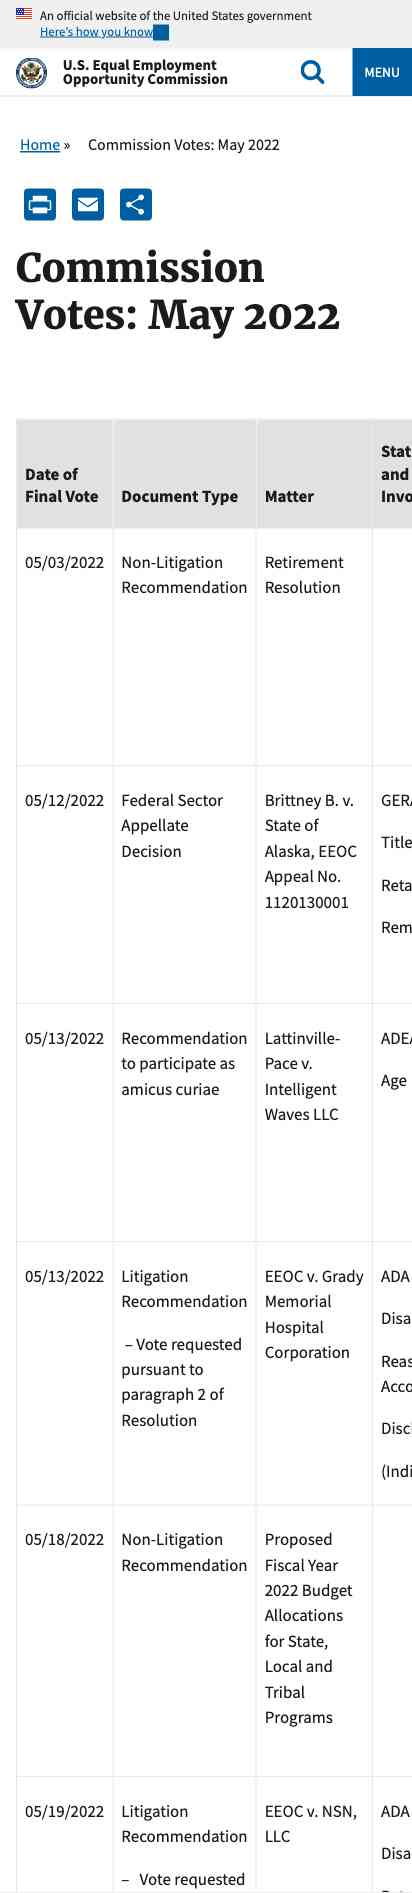 An official website of the United States government
Here's how you know
U.S. Equal Employment
Opportunity Commission
MENU
Home » Commission Votes: May 2022
Commission
Votes: May 2022
Date of
Final Vote
Document Type
Matter
Stat
and
Invo
05/03/2022
Non-Litigation
Recommendation
Retirement
Resolution
05/12/2022
Federal Sector
Appellate
Decision
Brittney B. v.
State of
Alaska, EEOC
Appeal No.
1120130001
GERA
Title
Reta
Rem
05/13/2022
Recommendation
to participate as
amicus curiae
Lattinville-
Pace v.
Intelligent
Waves LLC
ADEA
Age
05/13/2022
Litigation
Recommendation
– Vote requested
pursuant to
paragraph 2 of
Resolution
EEOC v. Grady
Memorial
Hospital
Corporation
ADA
Disa
Reas
Acco
Disc
(Indi
05/18/2022
Non-Litigation
Recommendation
Proposed
Fiscal Year
2022 Budget
Allocations
for State,
Local and
Tribal
Programs
05/19/2022
Litigation
Recommendation
– Vote requested
EEOC v. NSN,
LLC
ADA
Disa